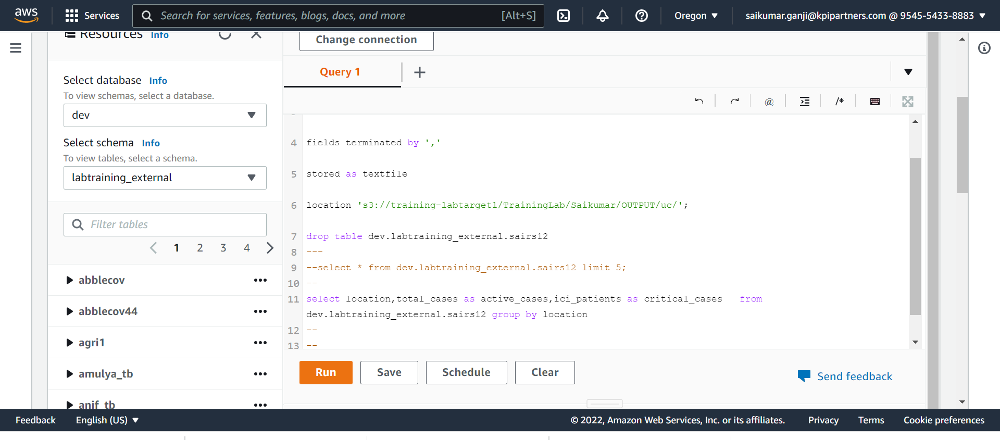 aws Services Search for services, features, blogs, docs, and more [Alt+S] Oregon ▼ saikumar.ganji@kpipartners.com @ 9545-5433-8883 ▼
Resources Info
Change connection
Query 1
Select database Info
To view schemas, select a database.
dev
Select schema Info
To view tables, select a schema.
labtraining_external
Filter tables
1 2 3 4
abblecov
abblecov44
agri1
amulya_tb
anif_tb
@ /*
4 fields terminated by ','
5 stored as textfile
6 location 's3://training-labtarget1/TrainingLab/Saikumar/OUTPUT/uc/';
7 drop table dev.labtraining_external.sairs12
8 ---
9 --select * from dev.labtraining_external.sairs12 limit 5;
10 --
11 select location,total_cases as active_cases,ici_patients as critical_cases   from
dev.labtraining_external.sairs12 group by location
12 --
13 --
Run Save Schedule Clear
Send feedback
Feedback English (US) ▼ © 2022, Amazon Web Services, Inc. or its affiliates. Privacy Terms Cookie preferences